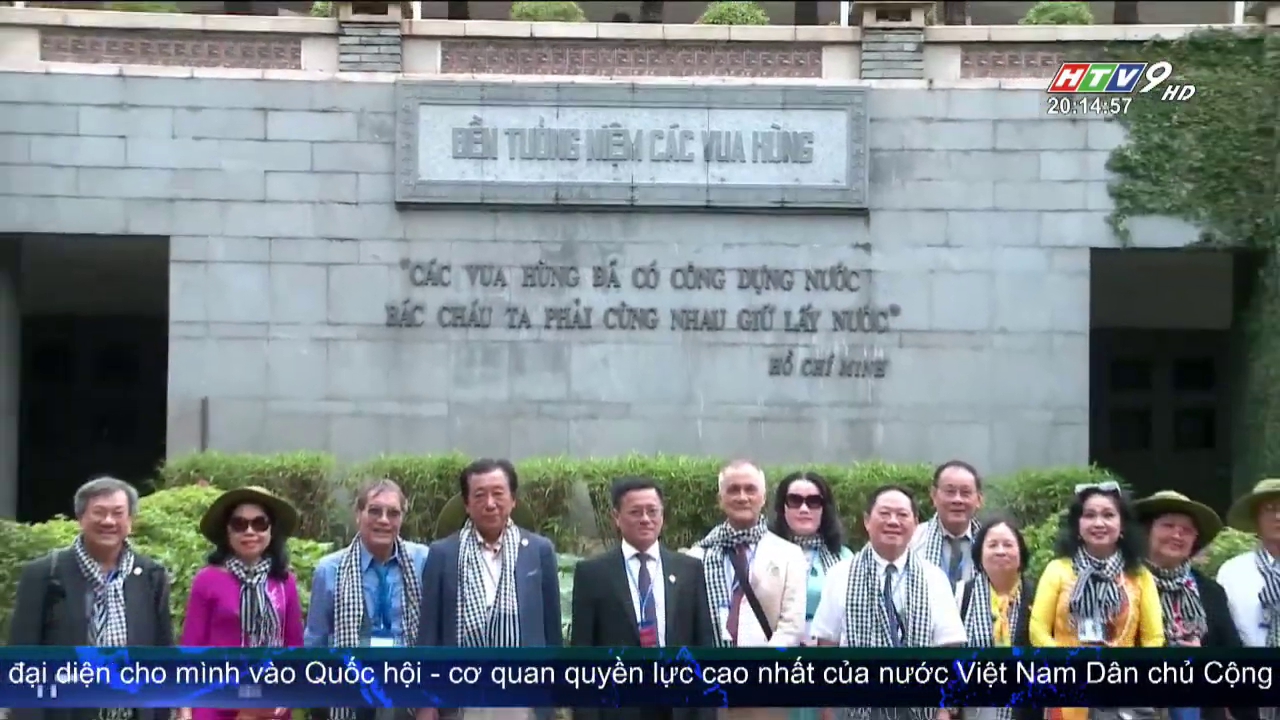 HTV9 HD
20:14:57
ĐỀN TƯỞNG NIỆM CÁC VUA HÙNG
"CÁC VUA HÙNG ĐÃ CÓ CÔNG DỰNG NƯỚC
BÁC CHÁU TA PHẢI CÙNG NHAU GIỮ LẤY NƯỚC"
HỒ CHÍ MINH
đại diện cho mình vào Quốc hội - cơ quan quyền lực cao nhất của nước Việt Nam Dân chủ Cộng